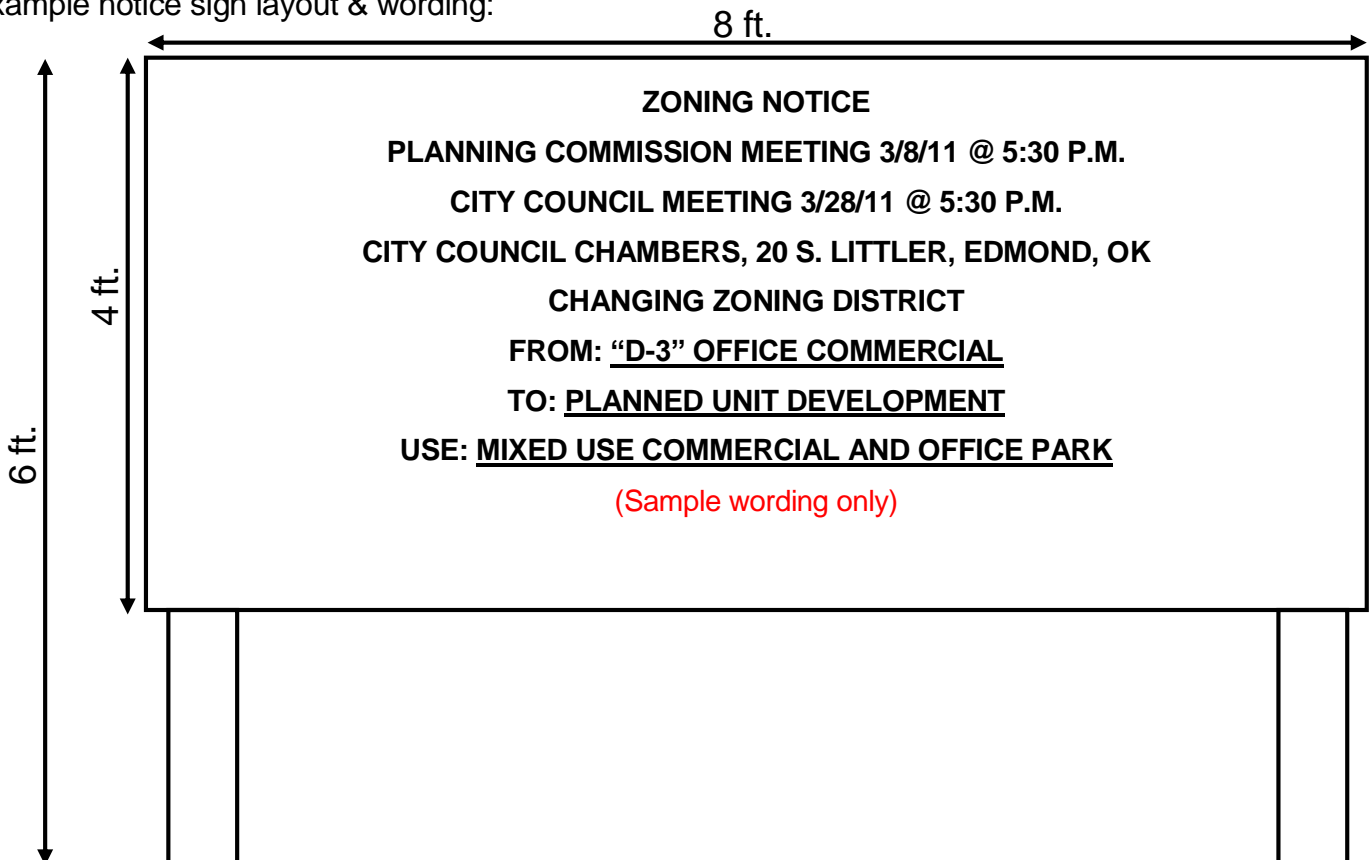 xample notice sign layout & wording:
8 ft.
ZONING NOTICE
PLANNING COMMISSION MEETING 3/8/11 @ 5:30 P.M.
CITY COUNCIL MEETING 3/28/11 @ 5:30 P.M.
CITY COUNCIL CHAMBERS, 20 S. LITTLER, EDMOND, OK
4 ft.
CHANGING ZONING DISTRICT
FROM: “D-3” OFFICE COMMERCIAL
TO: PLANNED UNIT DEVELOPMENT
6 ft.
USE: MIXED USE COMMERCIAL AND OFFICE PARK
(Sample wording only)